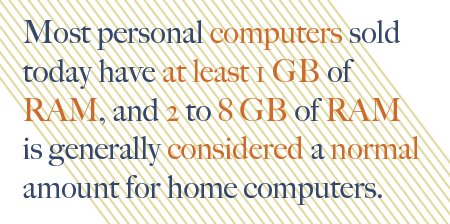 Most personal computers sold
today have at least 1 GB of
RAM, and 2 to 8 GB of RAM
is generally considered a normal
amount for home computers.